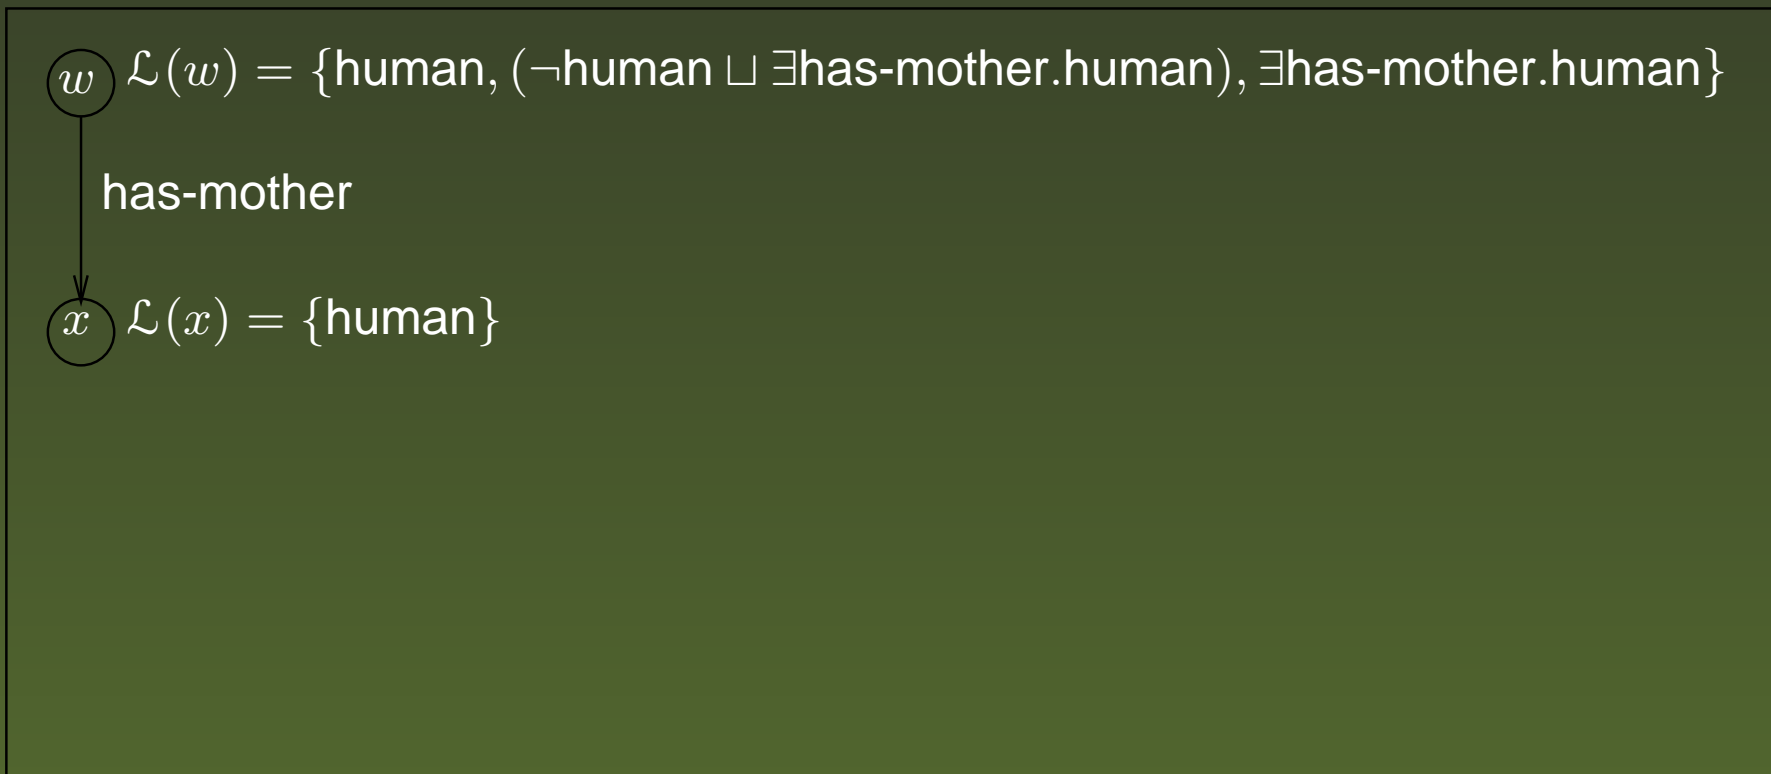 w ℒ(w) = {human, (¬human ⊔ ∃has-mother.human), ∃has-mother.human}
has-mother
x ℒ(x) = {human}